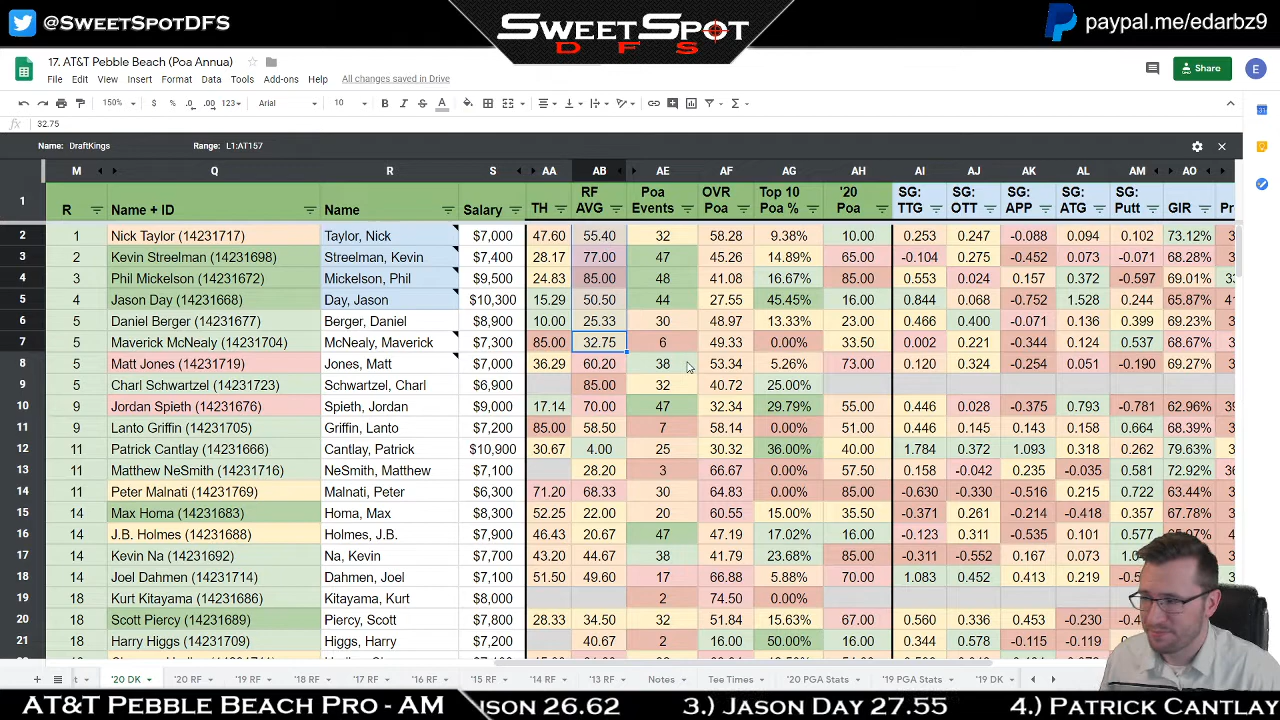 @SWEETSPOTDFS
SWEETSPOT
DFS
paypal.me/edarbz9
17. AT&T Pebble Beach (Poa Annua)
File Edit View Insert Format Data Tools Add-ons Help All changes saved in Drive
Share
E
150% $ % .0 .00 123 Arial 10 B I S A
fx 32.75
Name: DraftKings Range: L1:AT157
M Q R S AA AB AE AF AG AH AI AJ AK AL AM AO
1 R Name + ID Name Salary TH RF AVG Poa Events OVR Poa Top 10 Poa % '20 Poa SG: TTG SG: OTT SG: APP SG: ATG SG: Putt GIR
2 1 Nick Taylor (14231717) Taylor, Nick $7,000 47.60 55.40 32 58.28 9.38% 10.00 0.253 0.247 -0.088 0.094 0.102 73.12%
3 2 Kevin Streelman (14231698) Streelman, Kevin $7,400 28.17 77.00 47 45.26 14.89% 65.00 -0.104 0.275 -0.452 0.073 -0.071 68.28%
4 3 Phil Mickelson (14231672) Mickelson, Phil $9,500 24.83 85.00 48 41.08 16.67% 85.00 0.553 0.024 0.157 0.372 -0.597 69.01%
5 4 Jason Day (14231668) Day, Jason $10,300 15.29 50.50 44 27.55 45.45% 16.00 0.844 0.068 -0.752 1.528 0.244 65.87%
6 5 Daniel Berger (14231677) Berger, Daniel $8,900 10.00 25.33 30 48.97 13.33% 23.00 0.466 0.400 -0.071 0.136 0.399 69.23%
7 5 Maverick McNealy (14231704) McNealy, Maverick $7,300 85.00 32.75 6 49.33 0.00% 33.50 0.002 0.221 -0.344 0.124 0.537 68.67%
8 5 Matt Jones (14231719) Jones, Matt $7,000 36.29 60.20 38 53.34 5.26% 73.00 0.120 0.324 -0.254 0.051 -0.190 69.27%
9 5 Charl Schwartzel (14231723) Schwartzel, Charl $6,900 85.00 32 40.72 25.00%
10 9 Jordan Spieth (14231676) Spieth, Jordan $9,000 17.14 70.00 47 32.34 29.79% 55.00 0.446 0.028 -0.375 0.793 -0.781 62.96%
11 9 Lanto Griffin (14231705) Griffin, Lanto $7,200 85.00 58.50 7 58.14 0.00% 51.00 0.446 0.145 0.143 0.158 0.664 68.39%
12 11 Patrick Cantlay (14231666) Cantlay, Patrick $10,900 30.67 4.00 25 30.32 36.00% 40.00 1.784 0.372 1.093 0.318 0.262 79.63%
13 11 Matthew NeSmith (14231716) NeSmith, Matthew $7,100 28.20 3 66.67 0.00% 57.50 0.158 -0.042 0.235 -0.035 0.581 72.92%
14 11 Peter Malnati (14231769) Malnati, Peter $6,300 71.20 68.33 30 64.83 0.00% 85.00 -0.630 -0.330 -0.516 0.215 0.722 63.44%
15 14 Max Homa (14231683) Homa, Max $8,300 52.25 22.00 20 60.55 15.00% 35.50 -0.371 0.261 -0.214 -0.418 0.357 67.78%
16 14 J.B. Holmes (14231688) Holmes, J.B. $7,900 46.43 20.67 47 47.19 17.02% 16.00 -0.123 0.311 -0.535 0.101 0.577
17 14 Kevin Na (14231692) Na, Kevin $7,700 43.20 44.67 38 41.79 23.68% 85.00 -0.311 -0.552 0.167 0.073
18 14 Joel Dahmen (14231714) Dahmen, Joel $7,100 51.50 49.60 17 66.88 5.88% 70.00 1.083 0.452 0.413 0.219
19 18 Kurt Kitayama (14231686) Kitayama, Kurt $8,000 2 74.50 0.00%
20 18 Scott Piercy (14231689) Piercy, Scott $7,800 28.33 34.50 32 51.84 15.63% 64.00 0.560 0.336 0.453 -0.230
21 18 Harry Higgs (14231709) Higgs, Harry $7,200 40.67 2 16.00 50.00% 16.00 0.344 0.578 -0.115 -0.119
'20 DK '20 RF '19 RF '18 RF '17 RF '16 RF '15 RF '14 RF '13 RF Notes Tee Times '20 PGA Stats '19 PGA Stats '19 DK
AT&T PEBBLE BEACH PRO - AM 26.62 3.) JASON DAY 27.55 4.) PATRICK CANTLAY